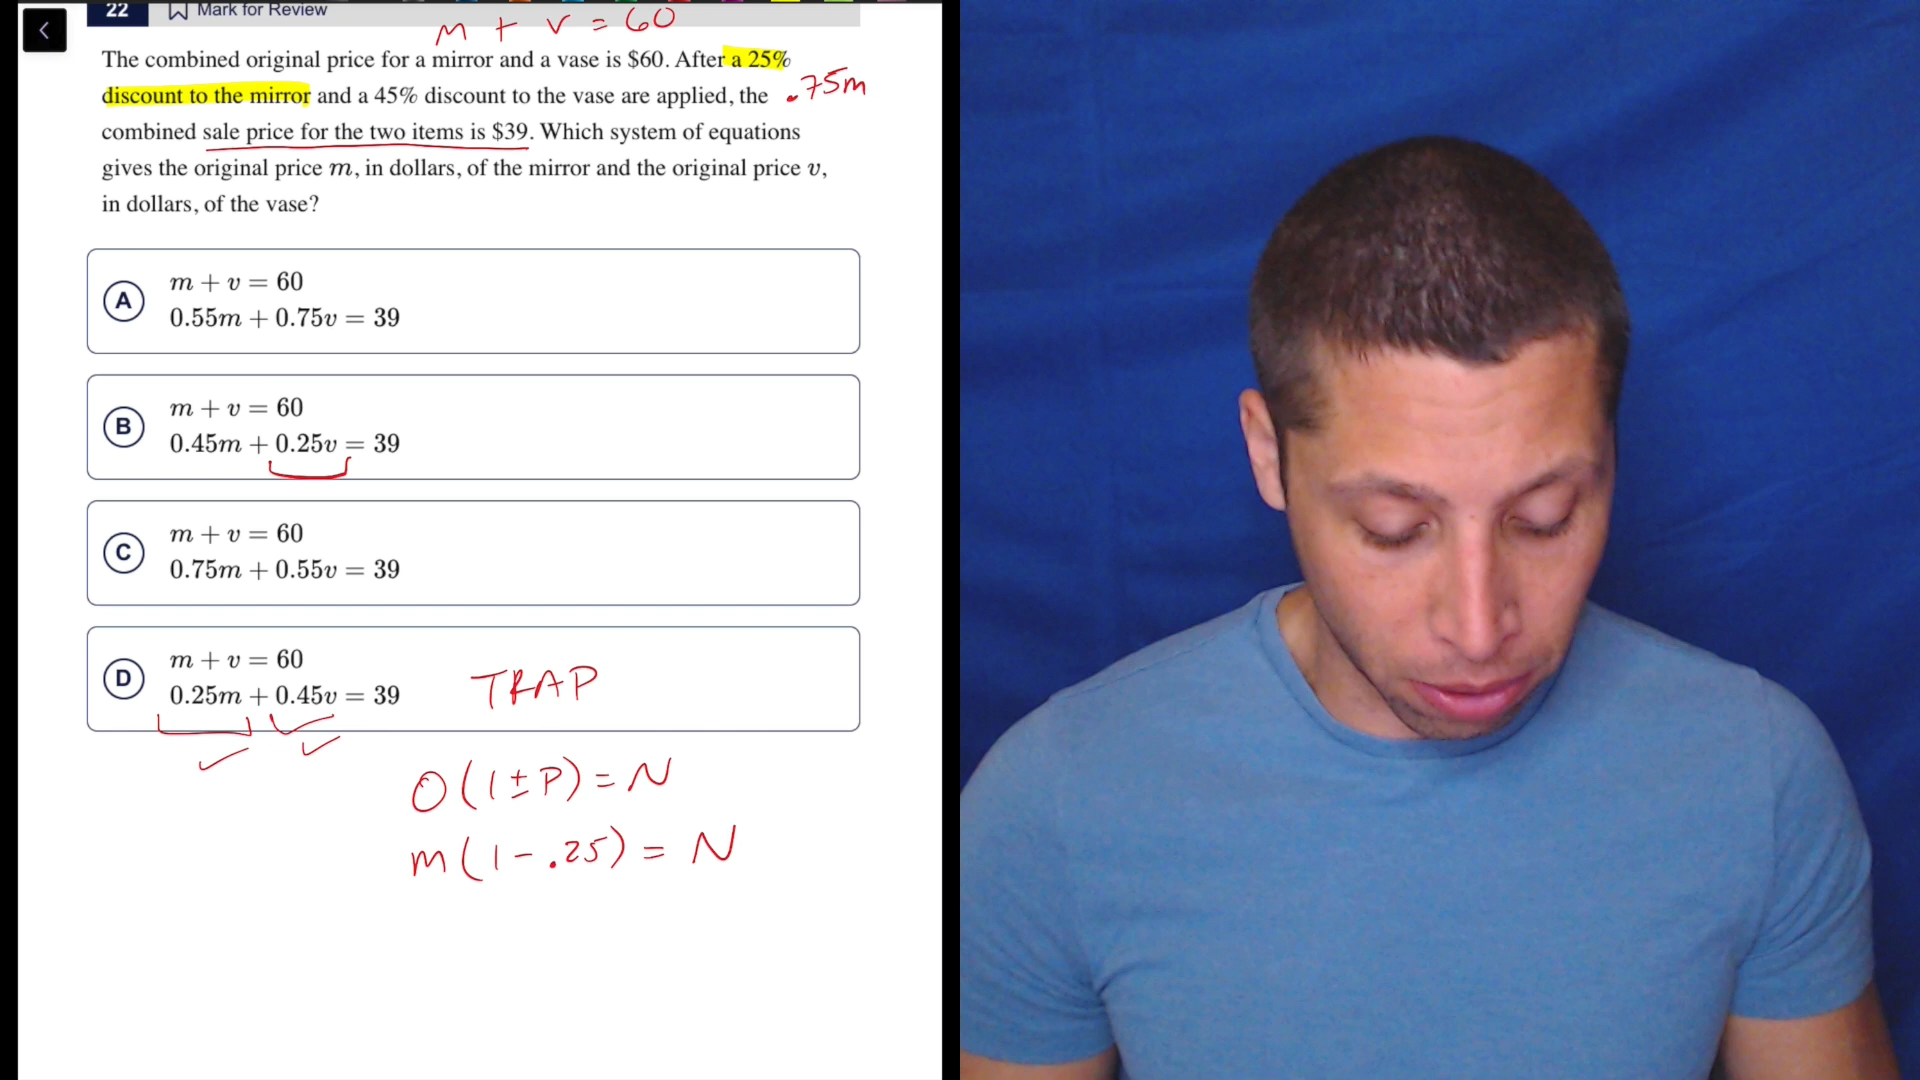 22 Mark for Review
m + v = 60
The combined original price for a mirror and a vase is $60. After a 25%
discount to the mirror and a 45% discount to the vase are applied, the .75m
combined sale price for the two items is $39. Which system of equations
gives the original price m, in dollars, of the mirror and the original price v,
in dollars, of the vase?
A
m + v = 60
0.55m + 0.75v = 39
B
m + v = 60
0.45m + 0.25v = 39
C
m + v = 60
0.75m + 0.55v = 39
D
m + v = 60
0.25m + 0.45v = 39
TRAP
O(1±P) = N
m(1-.25) = N